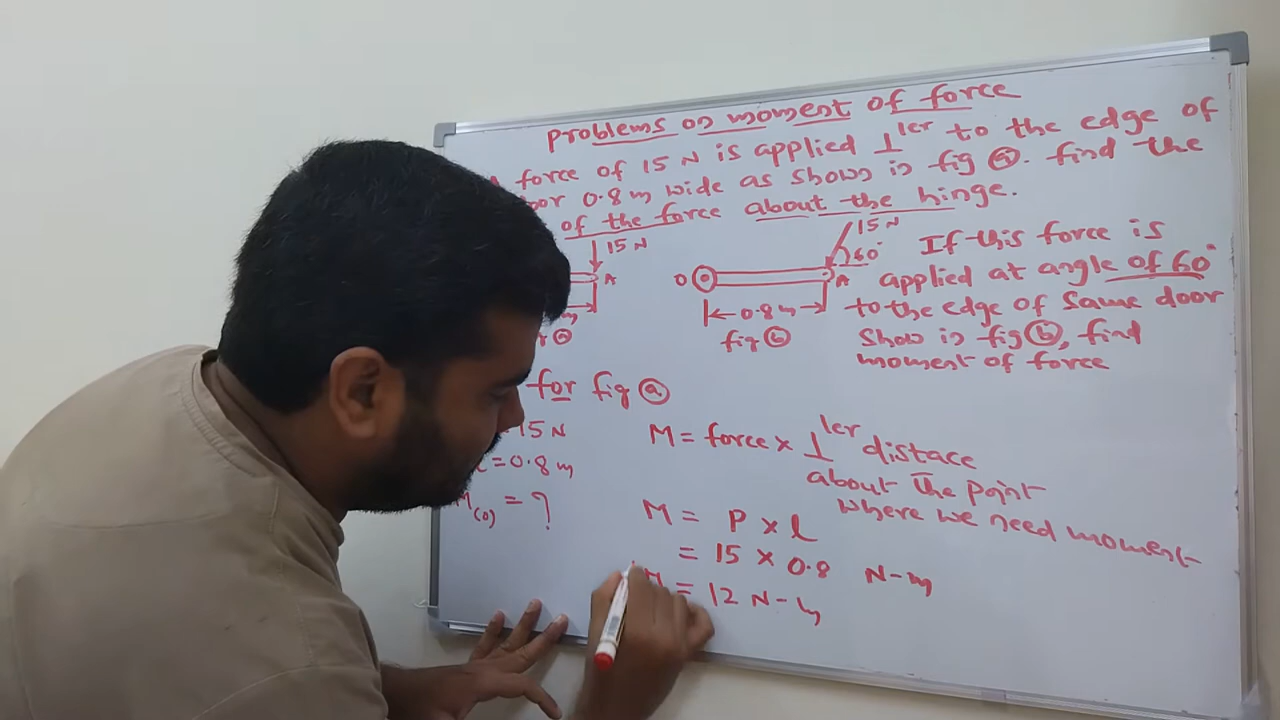 problems on moment of force
force of 15 N is applied ⊥ler to the edge of
0.8 m wide as shown in fig ⓐ. find the
of the force about the hinge.
15 N
A
15 N
60°
O
A
0.8 m
fig ⓑ
If this force is
applied at angle of 60°
to the edge of same door
show in fig ⓑ, find
moment of force
for fig ⓐ
15 N
= 0.8 m
M(o) = ?
M = force × ⊥ler distace
about the point
where we need moment
M = P × l
= 15 × 0.8 N-m
M = 12 N-m